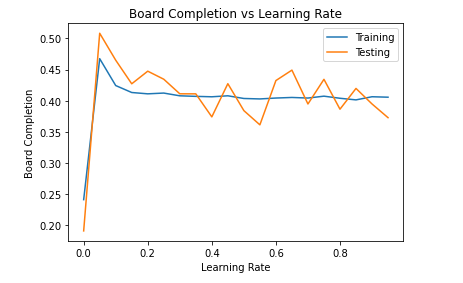 Board Completion vs Learning Rate
Training
Testing
Board Completion
0.50
0.45
0.40
0.35
0.30
0.25
0.20
0.0 0.2 0.4 0.6 0.8
Learning Rate